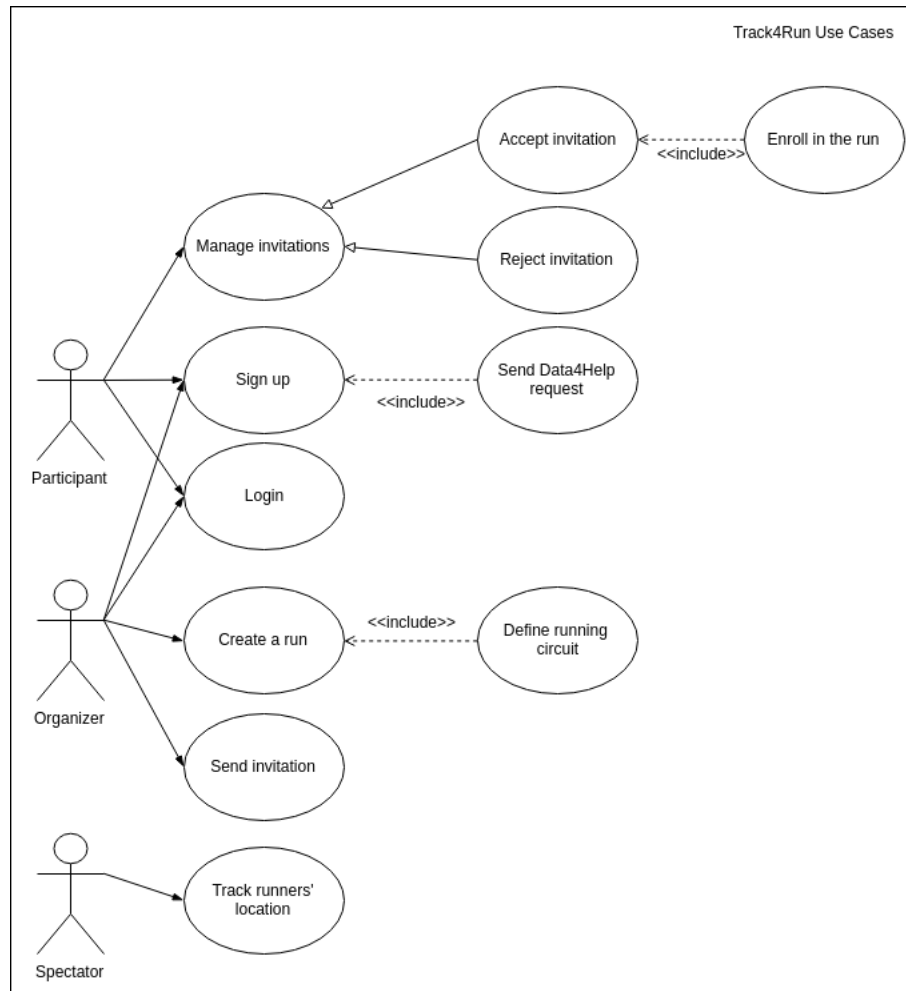 Track4Run Use Cases
Accept invitation
<<include>>
Enroll in the run
Manage invitations
Reject invitation
Participant
Sign up
<<include>>
Send Data4Help
request
Login
Organizer
Create a run
<<include>>
Define running
circuit
Send invitation
Spectator
Track runners'
location